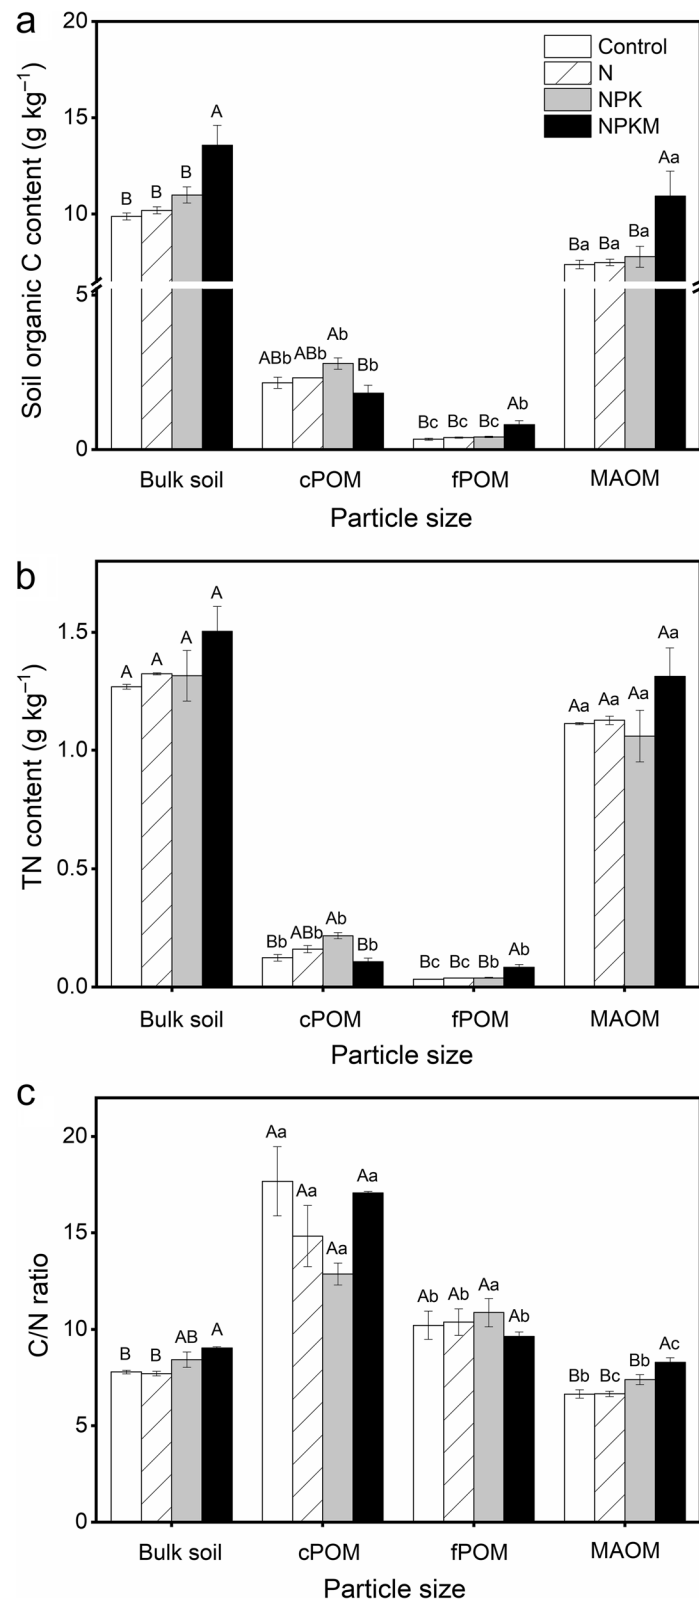 a
Soil organic C content (g kg⁻¹)
20
15
10
5
0
Control
N
NPK
NPKM
B B B A
ABb ABb Ab Bb
Bc Bc Bc Ab
Ba Ba Ba Aa
Bulk soil cPOM fPOM MAOM
Particle size
b
TN content (g kg⁻¹)
1.5
1.0
0.5
0.0
A A A A
Bb ABb Ab Bb
Bc Bc Bb Ab
Aa Aa Aa Aa
Bulk soil cPOM fPOM MAOM
Particle size
c
C/N ratio
20
15
10
5
0
B B AB A
Aa Aa Aa Aa
Ab Ab Aa Ab
Bb Bc Bb Ac
Bulk soil cPOM fPOM MAOM
Particle size